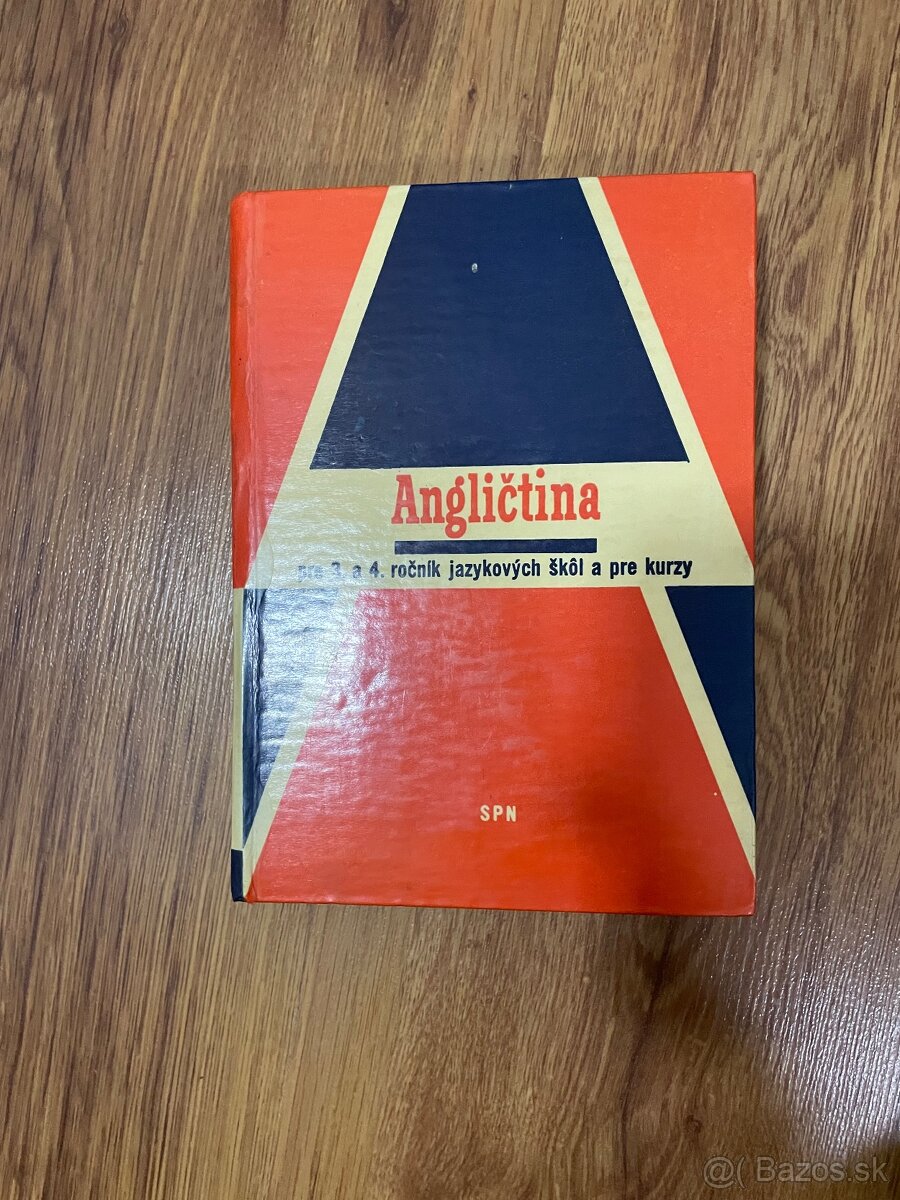 Angličtina
pre 3. a 4. ročník jazykových škôl a pre kurzy
SPN
@( Bazos.sk